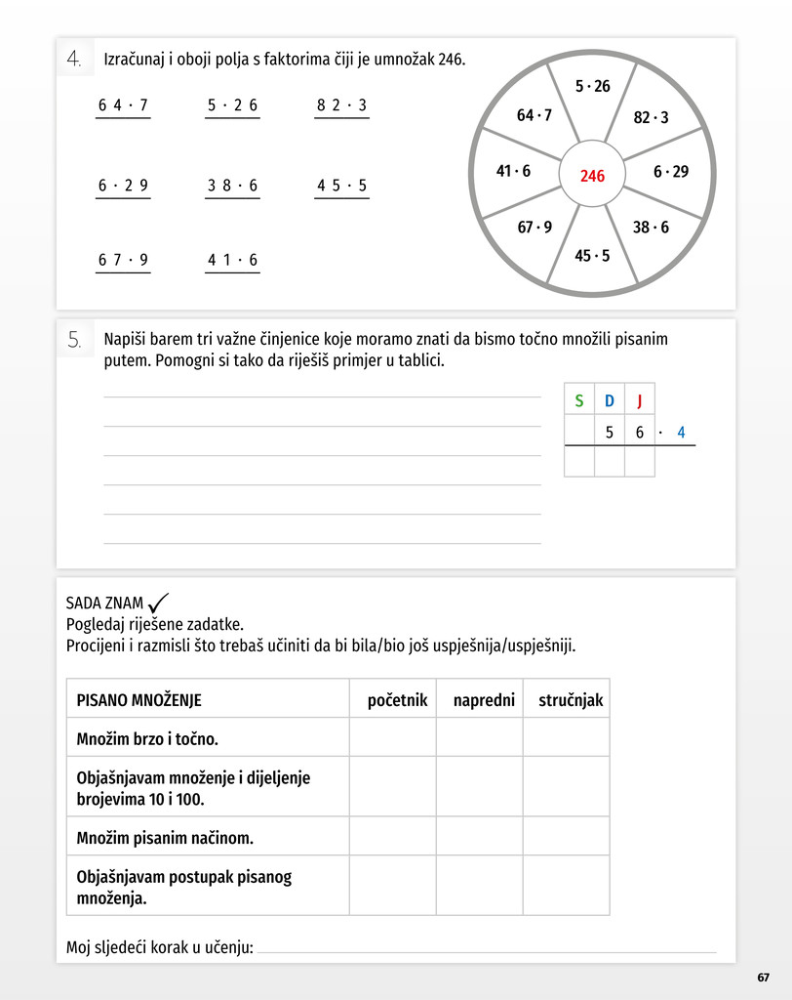 4.
Izračunaj i oboji polja s faktorima čiji je umnožak 246.
6 4 · 7
5 · 2 6
8 2 · 3
6 · 2 9
3 8 · 6
4 5 · 5
6 7 · 9
4 1 · 6
5 · 26
64 · 7
82 · 3
41 · 6
246
6 · 29
67 · 9
38 · 6
45 · 5
5.
Napiši barem tri važne činjenice koje moramo znati da bismo točno množili pisanim
putem. Pomogni si tako da riješiš primjer u tablici.
S D J
5 6 · 4
SADA ZNAM ✓
Pogledaj riješene zadatke.
Procijeni i razmisli što trebaš učiniti da bi bila/bio još uspješnija/uspješniji.
PISANO MNOŽENJE početnik napredni stručnjak
Množim brzo i točno.
Objašnjavam množenje i dijeljenje
brojevima 10 i 100.
Množim pisanim načinom.
Objašnjavam postupak pisanog
množenja.
Moj sljedeći korak u učenju:
67